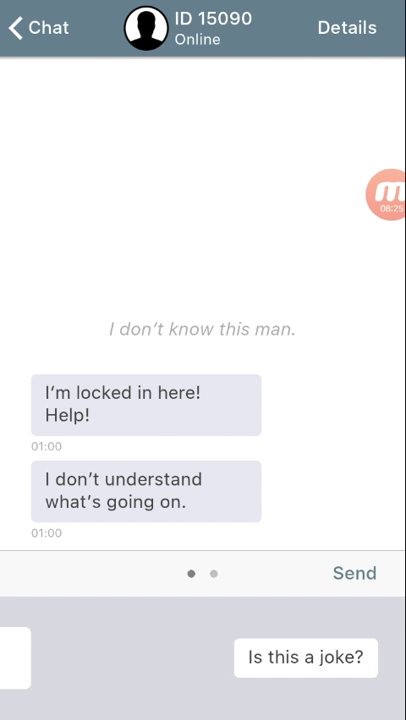 Chat
ID 15090
Online
Details
m
06:25
I don't know this man.
I'm locked in here!
Help!
01:00
I don't understand
what's going on.
01:00
Send
Is this a joke?